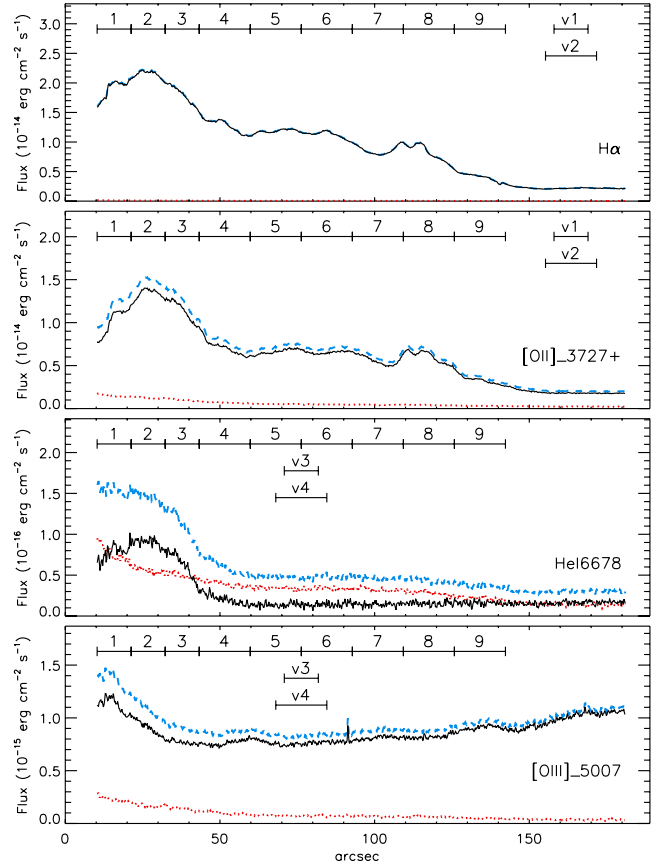 1 2 3 4 5 6 7 8 9 v1
v2
3.0
2.5
2.0
1.5
1.0
0.5
0.0
Flux (10⁻¹⁴ erg cm⁻² s⁻¹)
Hα
1 2 3 4 5 6 7 8 9 v1
v2
2.0
1.5
1.0
0.5
0.0
Flux (10⁻¹⁴ erg cm⁻² s⁻¹)
[OII]_3727+
1 2 3 4 5 6 7 8 9
v3
v4
2.0
1.5
1.0
0.5
0.0
Flux (10⁻¹⁶ erg cm⁻² s⁻¹)
HeI6678
1 2 3 4 5 6 7 8 9
v3
v4
1.5
1.0
0.5
0.0
Flux (10⁻¹⁵ erg cm⁻² s⁻¹)
[OIII]_5007
0 50 100 150
arcsec